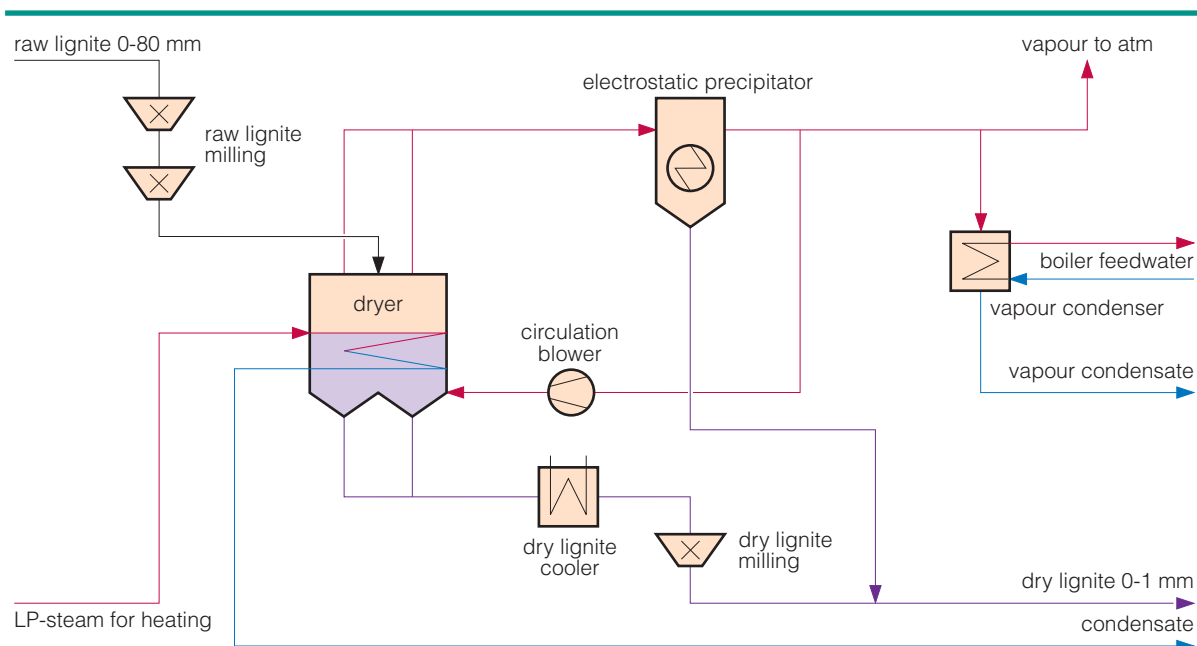 raw lignite 0-80 mm
vapour to atm
electrostatic precipitator
raw lignite
milling
boiler feedwater
dryer
vapour condenser
circulation
blower
vapour condensate
dry lignite
cooler
dry lignite
milling
dry lignite 0-1 mm
LP-steam for heating
condensate